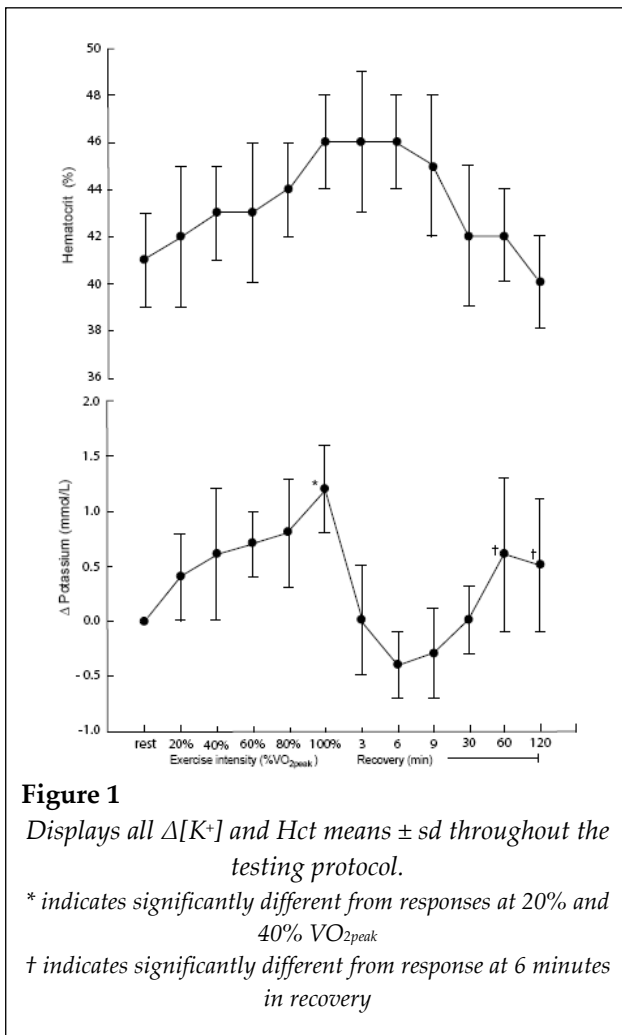 50
48
46
44
42
40
38
36
Hematocrit (%)
2.0
1.5
1.0
0.5
0.0
- 0.5
-1.0
Δ Potassium (mmol/L)
*
†
†
rest 20% 40% 60% 80% 100% 3 6 9 30 60 120
Exercise intensity (%VO2peak) Recovery (min)
Figure 1
Displays all Δ[K+] and Hct means ± sd throughout the
testing protocol.
* indicates significantly different from responses at 20% and
40% VO2peak
† indicates significantly different from response at 6 minutes
in recovery